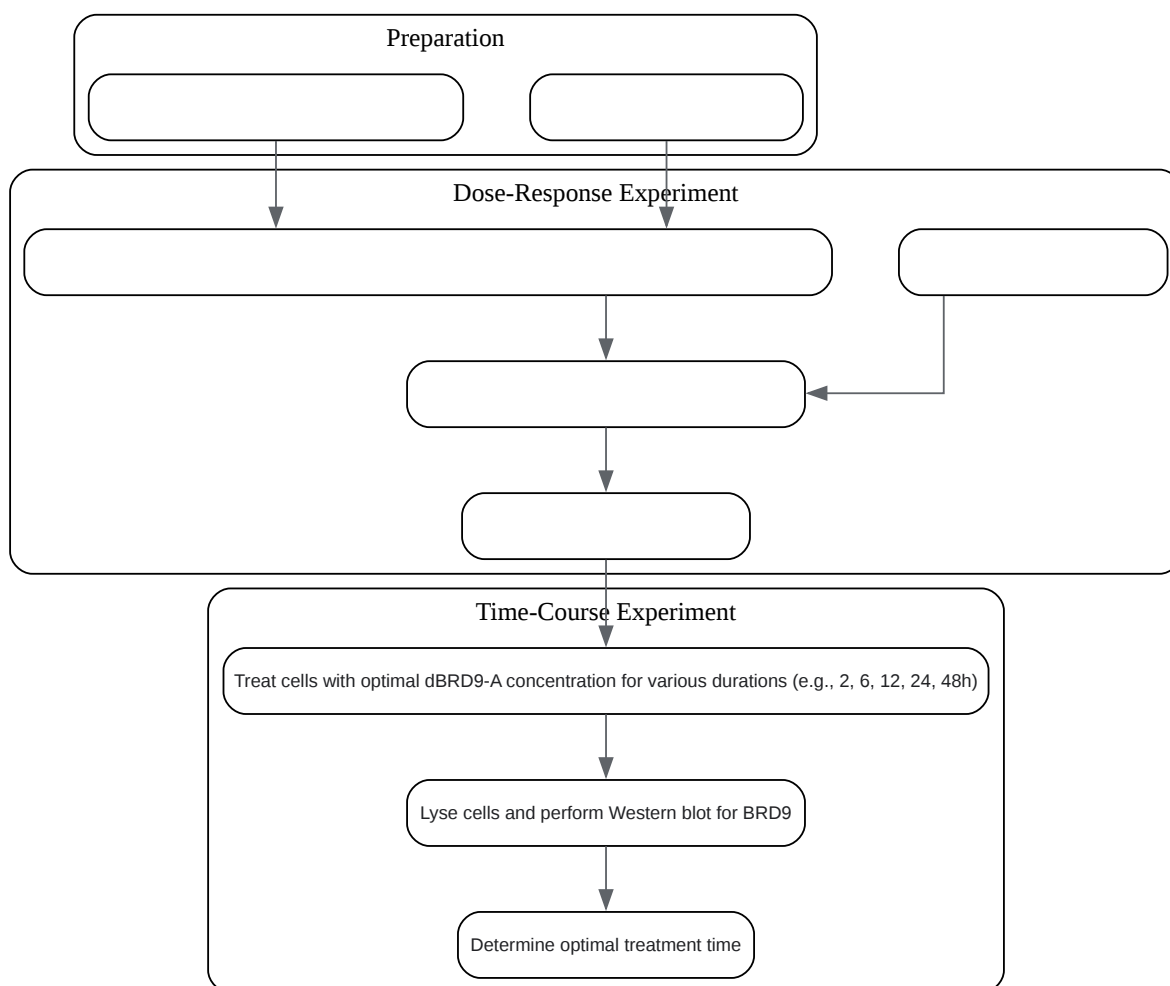 Preparation
Dose-Response Experiment
Time-Course Experiment
Treat cells with optimal dBRD9-A concentration for various durations (e.g., 2, 6, 12, 24, 48h)
Lyse cells and perform Western blot for BRD9
Determine optimal treatment time